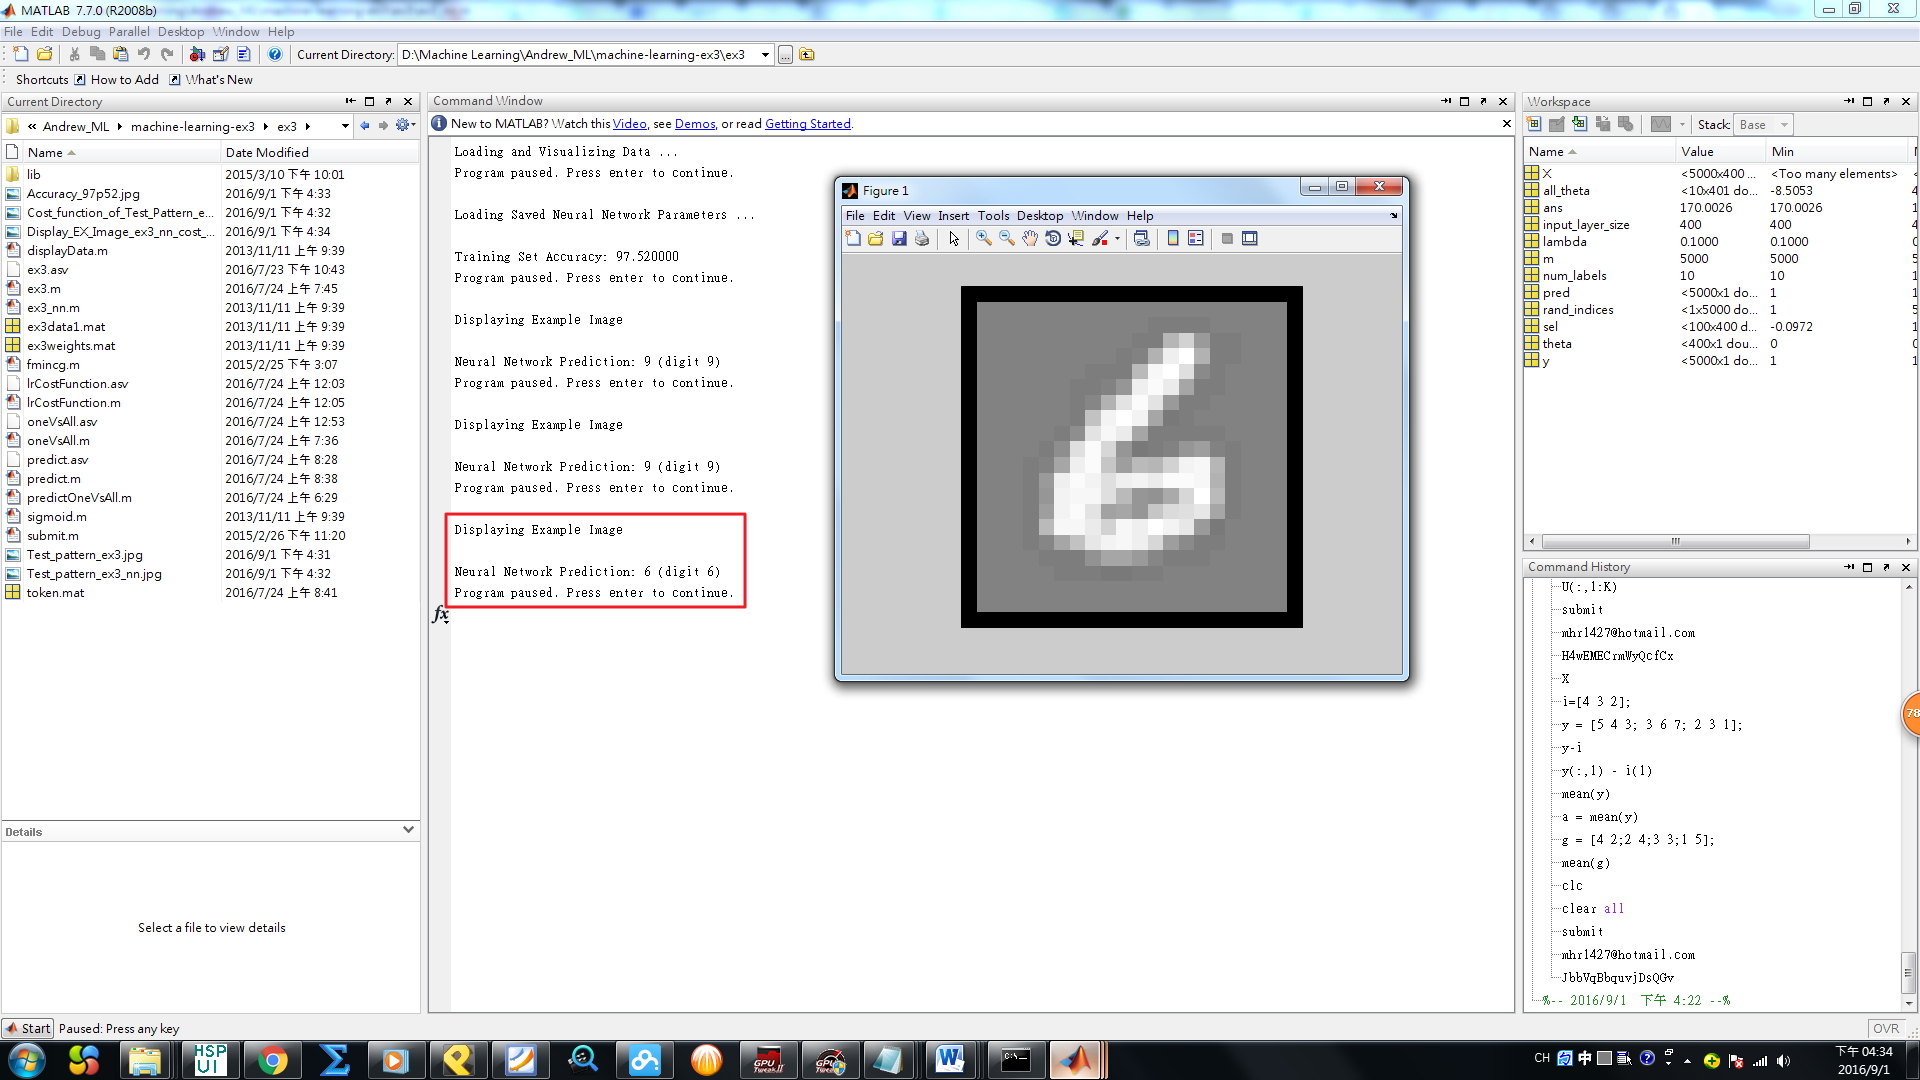 MATLAB 7.7.0 (R2008b)
File Edit Debug Parallel Desktop Window Help
Current Directory: D:\Machine Learning\Andrew_ML\machine-learning-ex3\ex3
Shortcuts How to Add What's New
Current Directory
« Andrew_ML machine-learning-ex3 ex3
Name Date Modified
lib 2015/3/10 下午 10:01
Accuracy_97p52.jpg 2016/9/1 下午 4:33
Cost_function_of_Test_Pattern_e... 2016/9/1 下午 4:32
Display_EX_Image_ex3_nn_cost_... 2016/9/1 下午 4:34
displayData.m 2013/11/11 上午 9:39
ex3.asv 2016/7/23 下午 10:43
ex3.m 2016/7/24 上午 7:45
ex3_nn.m 2013/11/11 上午 9:39
ex3data1.mat 2013/11/11 上午 9:39
ex3weights.mat 2013/11/11 上午 9:39
fmincg.m 2015/2/25 下午 3:07
lrCostFunction.asv 2016/7/24 上午 12:03
lrCostFunction.m 2016/7/24 上午 12:05
oneVsAll.asv 2016/7/24 上午 12:53
oneVsAll.m 2016/7/24 上午 7:36
predict.asv 2016/7/24 上午 8:28
predict.m 2016/7/24 上午 8:38
predictOneVsAll.m 2016/7/24 上午 6:29
sigmoid.m 2013/11/11 上午 9:39
submit.m 2015/2/26 下午 11:20
Test_pattern_ex3.jpg 2016/9/1 下午 4:31
Test_pattern_ex3_nn.jpg 2016/9/1 下午 4:32
token.mat 2016/7/24 上午 8:41
Details
Select a file to view details
Command Window
New to MATLAB? Watch this Video, see Demos, or read Getting Started.
Loading and Visualizing Data ...
Program paused. Press enter to continue.
Loading Saved Neural Network Parameters ...
Training Set Accuracy: 97.520000
Program paused. Press enter to continue.
Displaying Example Image
Neural Network Prediction: 9 (digit 9)
Program paused. Press enter to continue.
Displaying Example Image
Neural Network Prediction: 9 (digit 9)
Program paused. Press enter to continue.
Displaying Example Image
Neural Network Prediction: 6 (digit 6)
Program paused. Press enter to continue.
fx
Figure 1
File Edit View Insert Tools Desktop Window Help
Workspace
Stack: Base
Name Value Min
X <5000x400 ... <Too many elements>
all_theta <10x401 do... -8.5053
ans 170.0026 170.0026
input_layer_size 400 400
lambda 0.1000 0.1000
m 5000 5000
num_labels 10 10
pred <5000x1 do... 1
rand_indices <1x5000 do... 1
sel <100x400 d... -0.0972
theta <400x1 dou... 0
y <5000x1 do... 1
Command History
U(:,1:K)
submit
mhr1427@hotmail.com
H4wEMECrmWyQcfCx
X
i=[4 3 2];
y = [5 4 3; 3 6 7; 2 3 1];
y-i
y(:,1) - i(1)
mean(y)
a = mean(y)
g = [4 2;2 4;3 3;1 5];
mean(g)
clc
clear all
submit
mhr1427@hotmail.com
JbbVqBbquvjDsQGv
%-- 2016/9/1 下午 4:22 --%
78
Start Paused: Press any key
OVR
HSP UI
CH 中
下午 04:34
2016/9/1